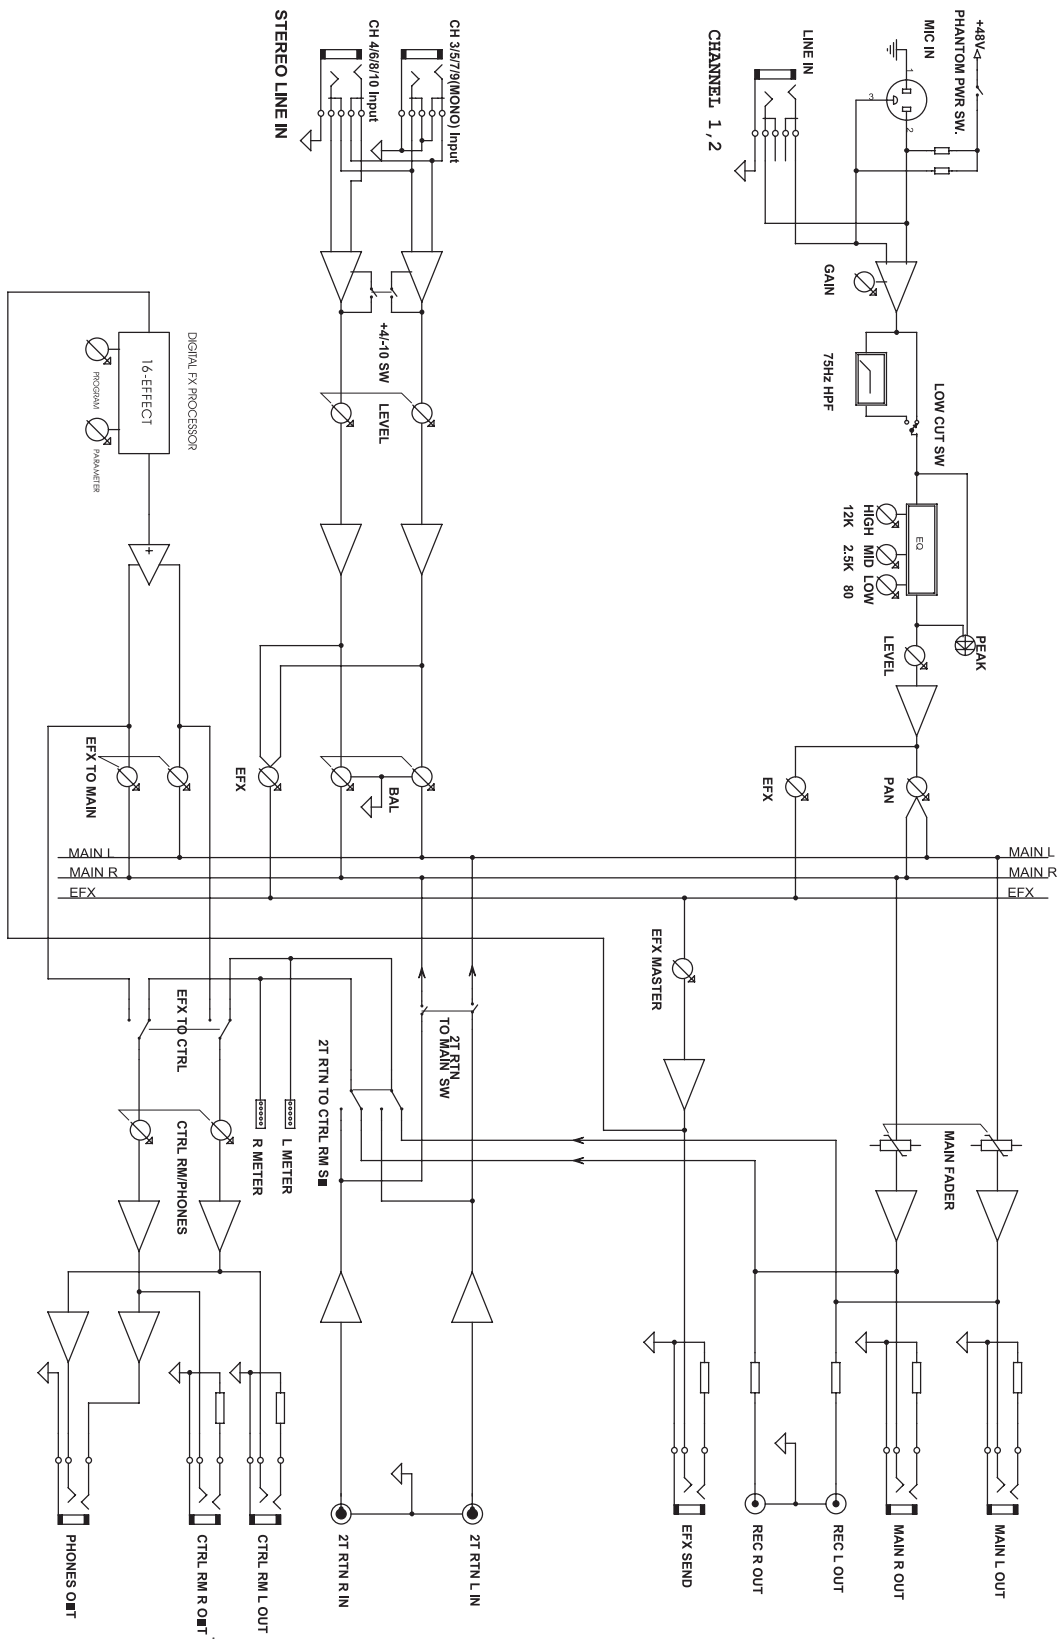 +48V
PHANTOM PWR SW.
MIC IN
1
2
3
LINE IN
CHANNEL 1,2
GAIN
75Hz HPF
LOW CUT SW
EQ
HIGH MID LOW
12K 2.5K 80
PEAK
LEVEL
PAN
EFX
MAIN L
MAIN R
EFX
MAIN FADER
MAIN L OUT
MAIN R OUT
REC L OUT
REC R OUT
EFX MASTER
EFX SEND
CH 3/5/7/9(MONO) Input
CH 4/6/8/10 Input
STEREO LINE IN
+4/-10 SW
LEVEL
BAL
EFX
2T RTN
TO MAIN SW
2T RTN TO CTRL RM
2T RTN L IN
2T RTN R IN
DIGITAL FX PROCESSOR
16-EFFECT
PROGRAM
PARAMETER
+
EFX TO MAIN
MAIN L
MAIN R
EFX
EFX TO CTRL
L METER
R METER
CTRL RM/PHONES
CTRL RM L OUT
CTRL RM R O■T
PHONES O■T